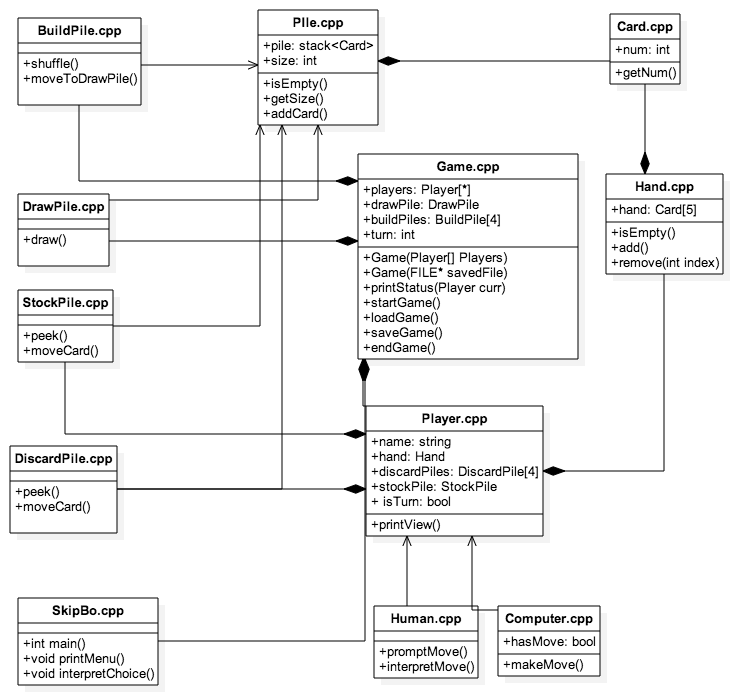 BuildPile.cpp
+shuffle()
+moveToDrawPile()
PIle.cpp
+pile: stack<Card>
+size: int
+isEmpty()
+getSize()
+addCard()
Card.cpp
+num: int
+getNum()
Game.cpp
+players: Player[*]
+drawPile: DrawPile
+buildPiles: BuildPile[4]
+turn: int
+Game(Player[] Players)
+Game(FILE* savedFile)
+printStatus(Player curr)
+startGame()
+loadGame()
+saveGame()
+endGame()
Hand.cpp
+hand: Card[5]
+isEmpty()
+add()
+remove(int index)
DrawPile.cpp
+draw()
StockPile.cpp
+peek()
+moveCard()
Player.cpp
+name: string
+hand: Hand
+discardPiles: DiscardPile[4]
+stockPile: StockPile
+ isTurn: bool
+printView()
DiscardPile.cpp
+peek()
+moveCard()
SkipBo.cpp
+int main()
+void printMenu()
+void interpretChoice()
Human.cpp
+promptMove()
+interpretMove()
Computer.cpp
+hasMove: bool
+makeMove()